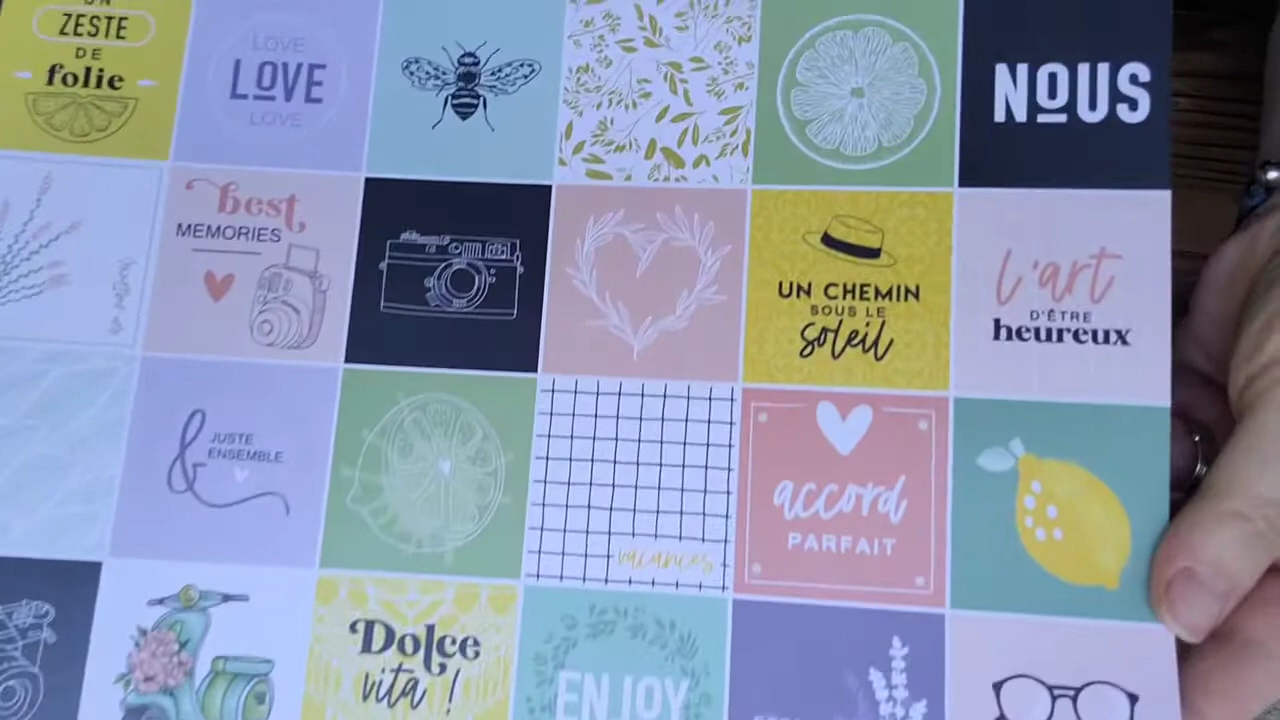 UN
ZESTE
DE
folie
LOVE
LOVE
LOVE
NOUS
best
MEMORIES
UN CHEMIN
SOUS LE
soleil
l'art
D'ÊTRE
heureux
&
JUSTE
ENSEMBLE
vacances
accord
PARFAIT
Dolce
vita !
ENJOY